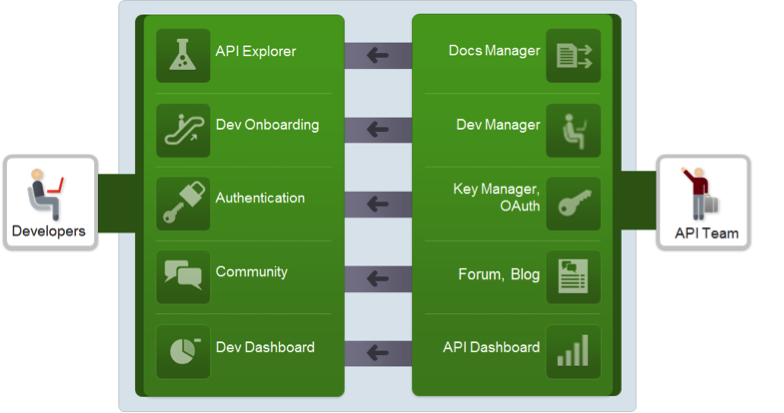 API Explorer
Docs Manager
Dev Onboarding
Dev Manager
Authentication
Key Manager,
OAuth
Developers
API Team
Community
Forum, Blog
Dev Dashboard
API Dashboard